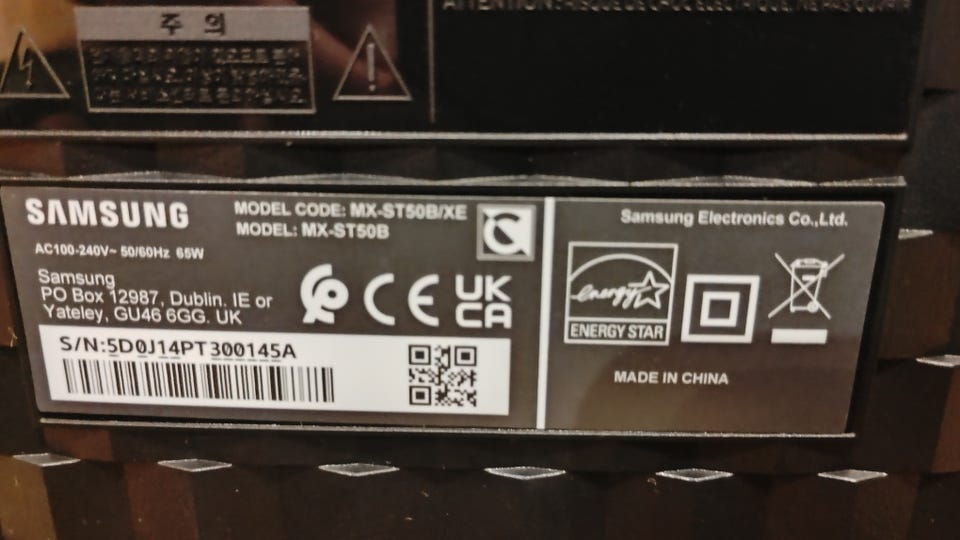 주 의
SAMSUNG
MODEL CODE: MX-ST50B/XE
MODEL: MX-ST50B
AC100-240V~ 50/60Hz 65W
Samsung
PO Box 12987, Dublin. IE or
Yateley, GU46 6GG. UK
CE
UK
CA
S/N:5D0J14PT300145A
Samsung Electronics Co.,Ltd.
energy
ENERGY STAR
MADE IN CHINA